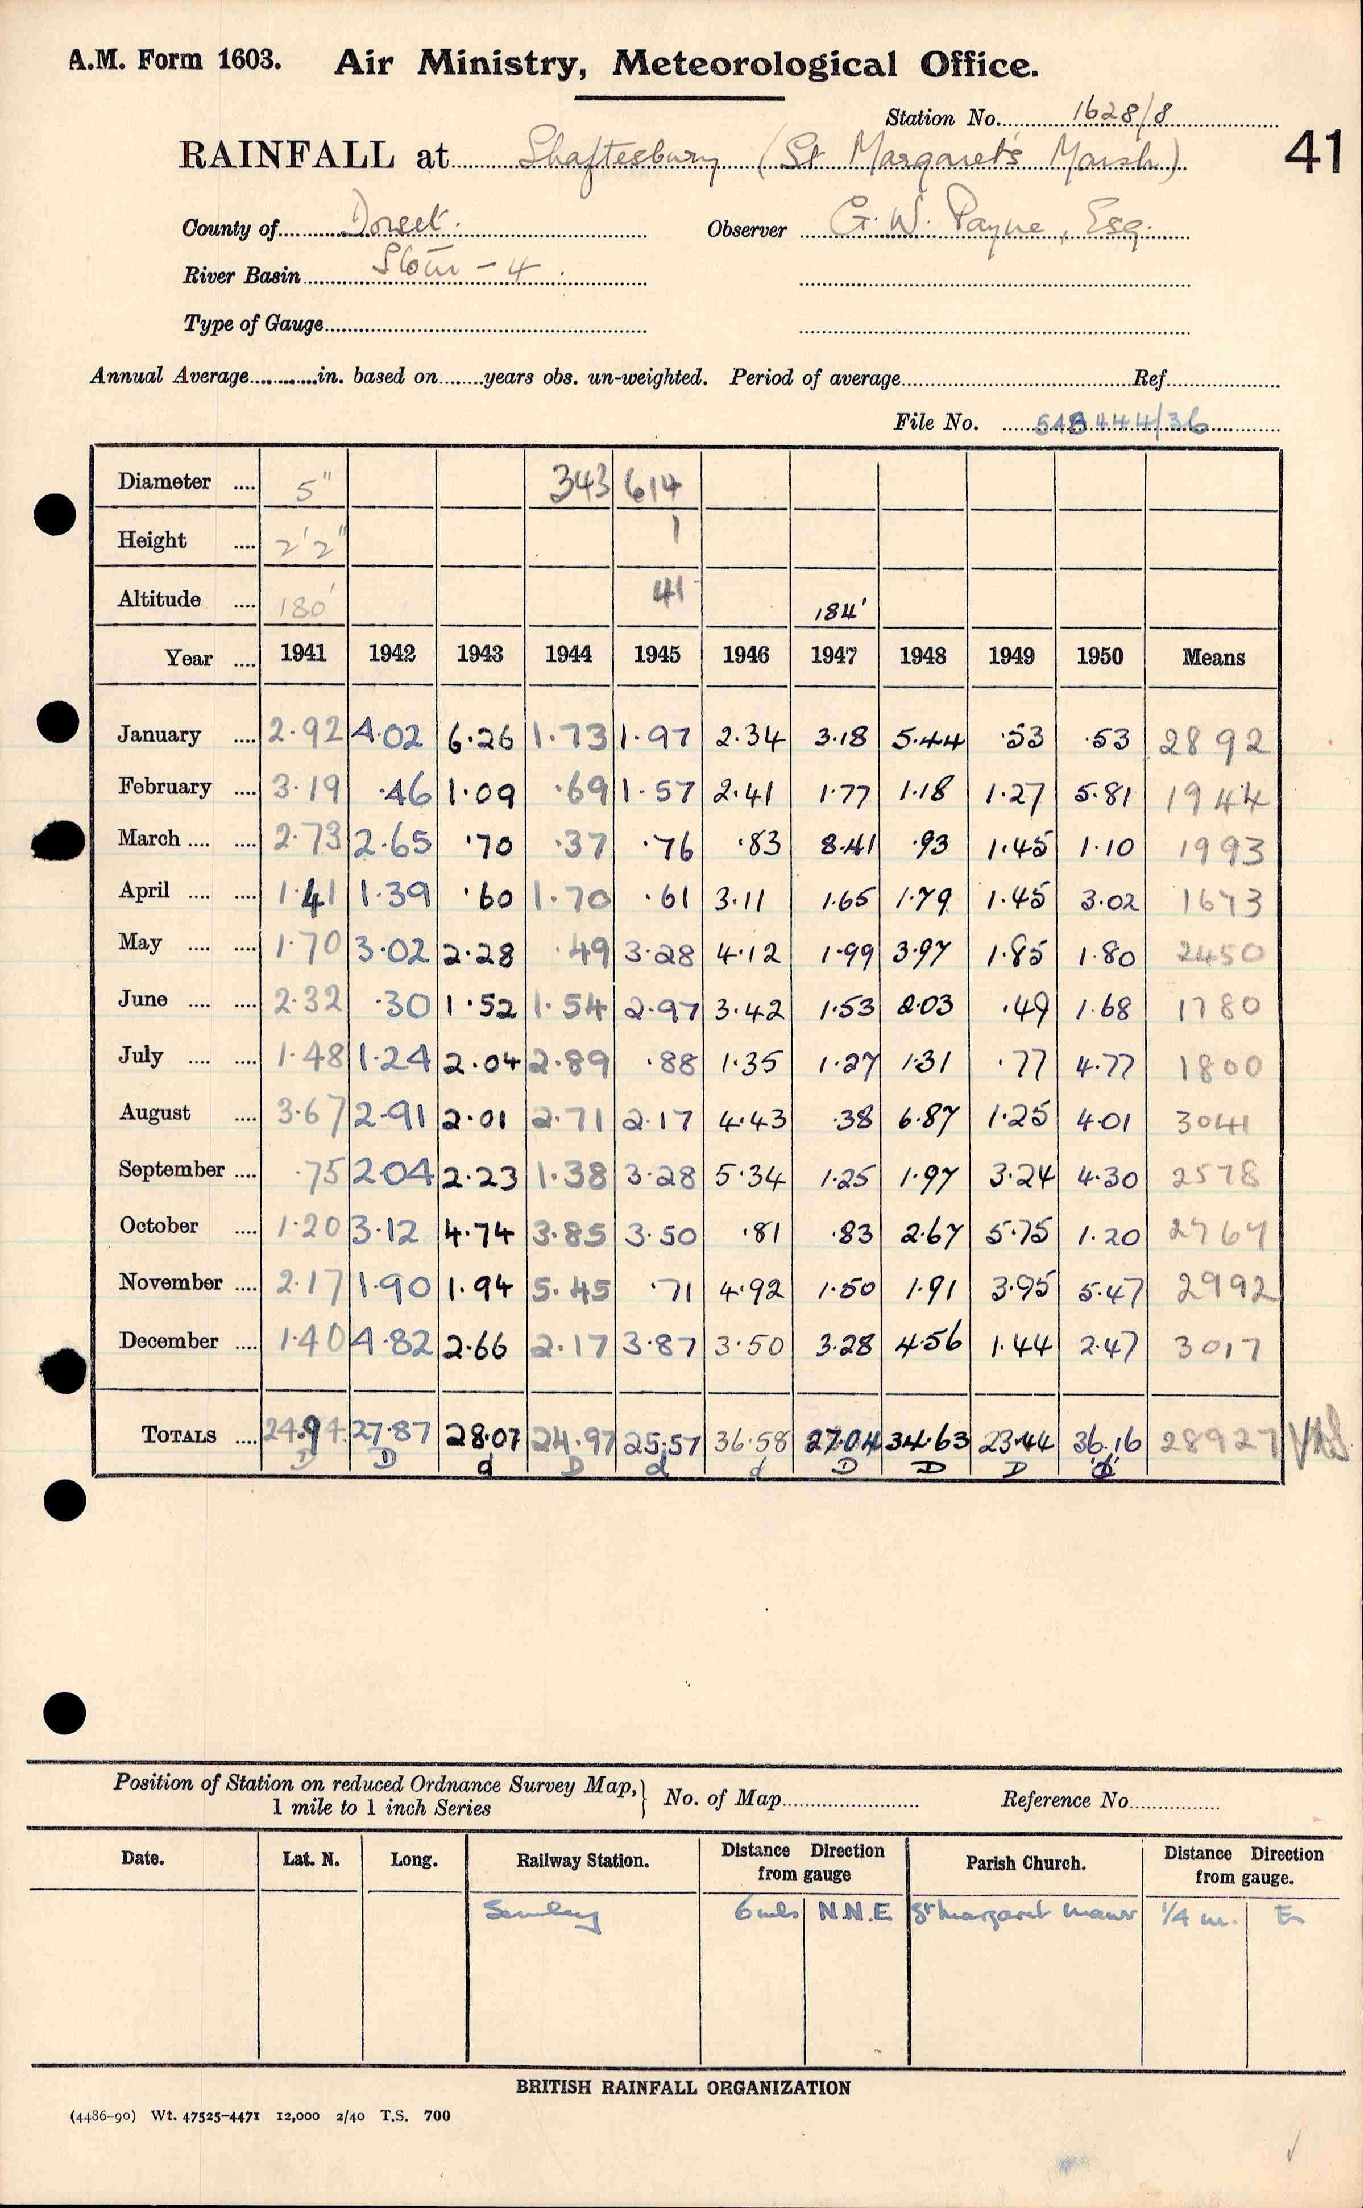 A.M. Form 1603. Air Ministry, Meteorological Office.
Station No. 1628/8
RAINFALL at Shaftesbury (St Margaret's Marsh) 41
County of Dorset. Observer G. W. Payne, Esq.
River Basin Stour - 4
Type of Gauge
Annual Average in. based on years obs. un-weighted. Period of average Ref
File No. 548444/36
Diameter .... 5" 343 614
Height .... 2'2" 1
Altitude .... 180' 41 184'
Year .... 1941 1942 1943 1944 1945 1946 1947 1948 1949 1950 Means
January .... 2.92 4.02 6.26 1.73 1.97 2.34 3.18 5.44 .53 .53 2892
February .... 3.19 .46 1.09 .69 1.57 2.41 1.77 1.18 1.27 5.81 1944
March .... .... 2.73 2.65 .70 .37 .76 .83 8.41 .93 1.45 1.10 1993
April .... .... 1.41 1.39 .60 1.70 .61 3.11 1.65 1.79 1.45 3.02 1673
May .... .... 1.70 3.02 2.28 .49 3.28 4.12 1.99 3.97 1.85 1.80 2450
June .... .... 2.32 .30 1.52 1.54 2.97 3.42 1.53 2.03 .49 1.68 1780
July .... .... 1.48 1.24 2.04 2.89 .88 1.35 1.27 1.31 .77 4.77 1800
August .... 3.67 2.91 2.01 2.71 2.17 4.43 .38 6.87 1.25 4.01 3041
September .... .75 2.04 2.23 1.38 3.28 5.34 1.25 1.97 3.24 4.30 2578
October .... 1.20 3.12 4.74 3.85 3.50 .81 .83 2.67 5.75 1.20 2767
November .... 2.17 1.90 1.94 5.45 .71 4.92 1.50 1.91 3.95 5.47 2992
December .... 1.40 4.82 2.66 2.17 3.87 3.50 3.28 4.56 1.44 2.47 3017
TOTALS .... 24.94 27.87 28.07 24.97 25.57 36.58 27.04 34.63 23.44 36.16 28927
D D d D d d D D D d
Position of Station on reduced Ordnance Survey Map, 1 mile to 1 inch Series } No. of Map Reference No.
Date. Lat. N. Long. Railway Station. Distance Direction from gauge Parish Church. Distance Direction from gauge.
Semley 6 mls N.N.E St Margaret Marsh 1/4 m. E
BRITISH RAINFALL ORGANIZATION
(4486-90) Wt. 47525-4471 12,000 2/40 T.S. 700